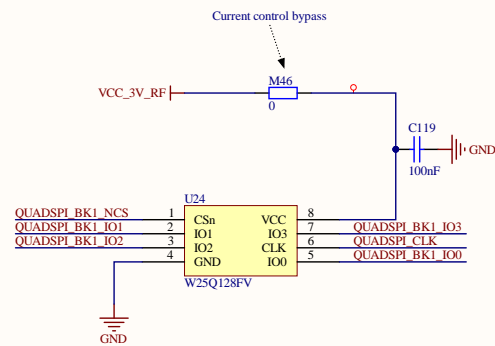 Current control bypass
M46
VCC_3V_RF
0
C119
GND
100nF
U24
QUADSPI_BK1_NCS 1 CSn VCC 8
QUADSPI_BK1_IO1 2 IO1 IO3 7 QUADSPI_BK1_IO3
QUADSPI_BK1_IO2 3 IO2 CLK 6 QUADSPI_CLK
4 GND IO0 5 QUADSPI_BK1_IO0
W25Q128FV
GND